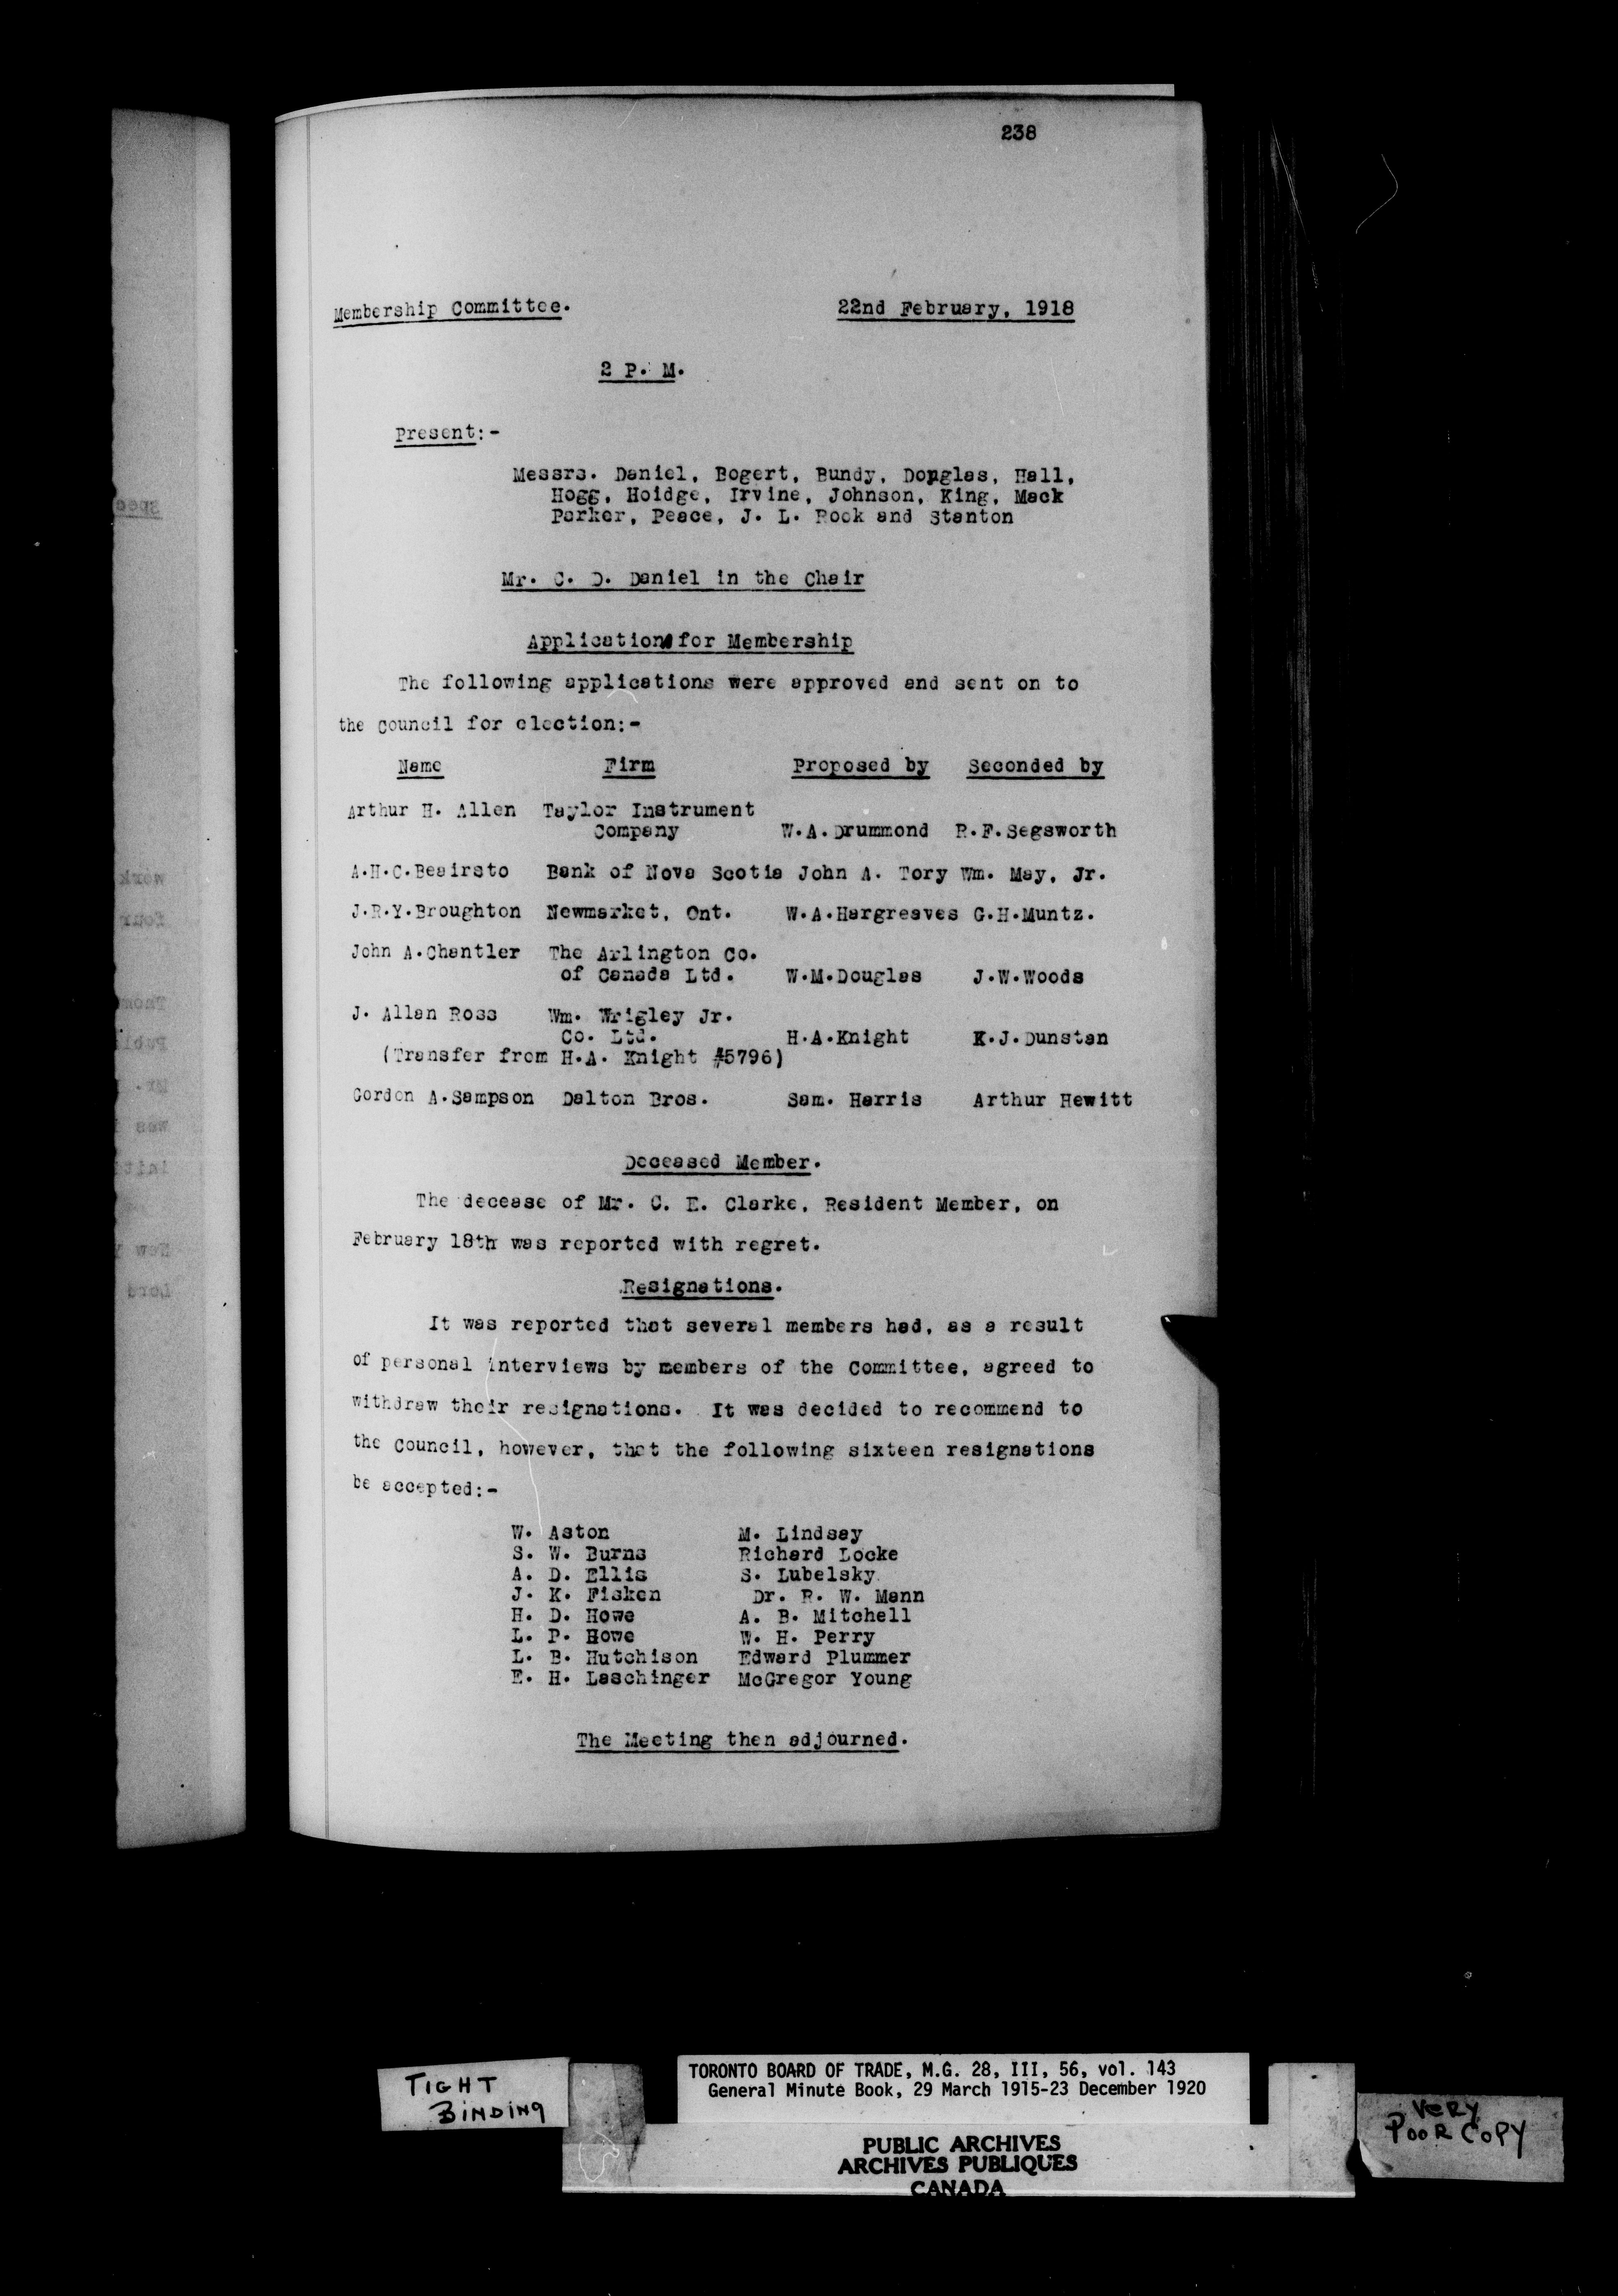 238
Membership Committee. 22nd February, 1918
2 P. M.
Present:-
Messrs. Daniel, Bogert, Bundy, Douglas, Hall,
Hogg, Hoidge, Irvine, Johnson, King, Mack
Parker, Peace, J. L. Rook and Stanton
Mr. C. D. Daniel in the Chair
Application for Membership
The following applications were approved and sent on to
the Council for election:-
Name Firm Proposed by Seconded by
Arthur H. Allen Taylor Instrument
Company W.A.Drummond R.F.Segsworth
A.H.C.Beairsto Bank of Nova Scotia John A. Tory Wm. May, Jr.
J.R.Y.Broughton Newmarket, Ont. W.A.Hargreaves G.H.Muntz.
John A.Chantler The Arlington Co.
of Canada Ltd. W.M.Douglas J.W.Woods
J. Allan Ross Wm. Wrigley Jr.
Co. Ltd. H.A.Knight K.J.Dunstan
(Transfer from H.A. Knight #5796)
Gordon A.Sampson Dalton Bros. Sam. Harris Arthur Hewitt
Deceased Member.
The decease of Mr. C. E. Clarke, Resident Member, on
February 18th was reported with regret.
Resignations.
It was reported that several members had, as a result
of personal interviews by members of the Committee, agreed to
withdraw their resignations. It was decided to recommend to
the Council, however, that the following sixteen resignations
be accepted:-
W. Aston M. Lindsay
S. W. Burns Richard Locke
A. D. Ellis S. Lubelsky
J. K. Fisken Dr. R. W. Mann
H. D. Howe A. B. Mitchell
L. P. Howe W. H. Perry
L. B. Hutchison Edward Plummer
E. H. Laschinger McGregor Young
The Meeting then adjourned.
TIGHT
BINDING
TORONTO BOARD OF TRADE, M.G. 28, III, 56, vol. 143
General Minute Book, 29 March 1915-23 December 1920
PUBLIC ARCHIVES
ARCHIVES PUBLIQUES
CANADA
VERY
POOR COPY